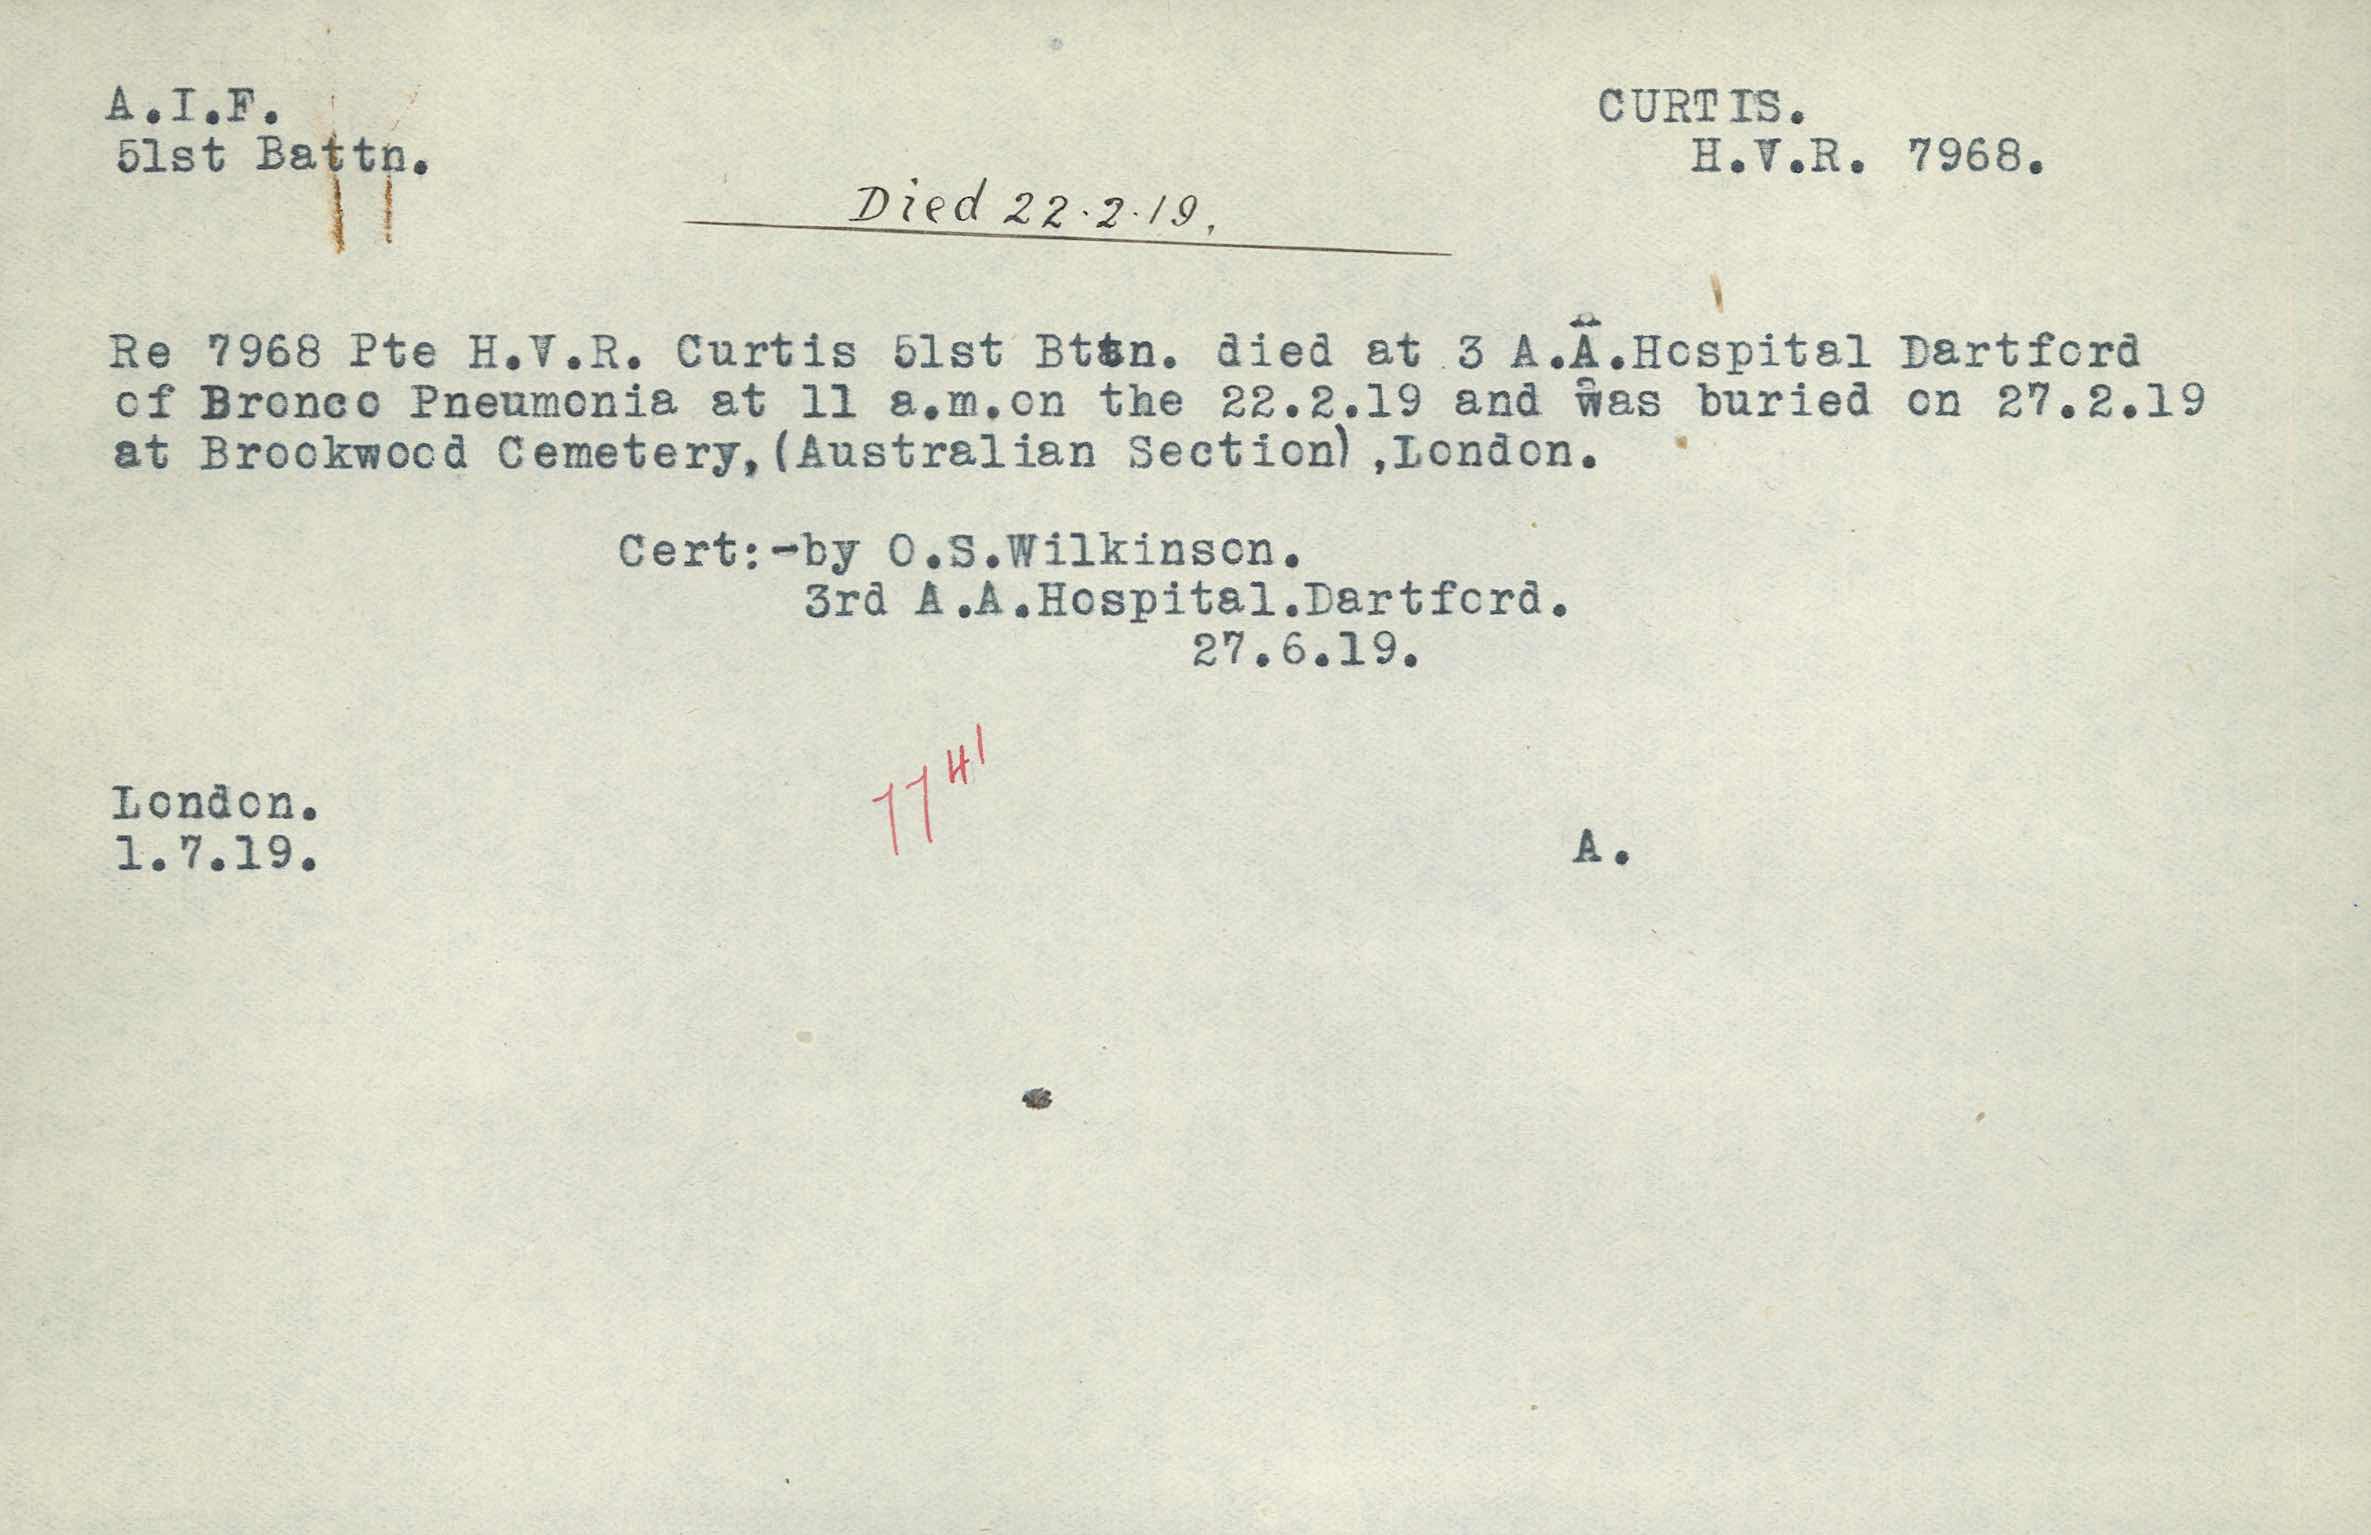 A.I.F.
51st Battn.
CURTIS.
H.V.R. 7968.
Died 22.2.19.
Re 7968 Pte H.V.R. Curtis 51st Bttn. died at 3 A.A.Hospital Dartford
of Bronco Pneumonia at 11 a.m.on the 22.2.19 and was buried on 27.2.19
at Brookwood Cemetery,(Australian Section),London.
Cert:-by O.S.Wilkinson.
3rd A.A.Hospital.Dartford.
27.6.19.
7741
London.
1.7.19.
A.